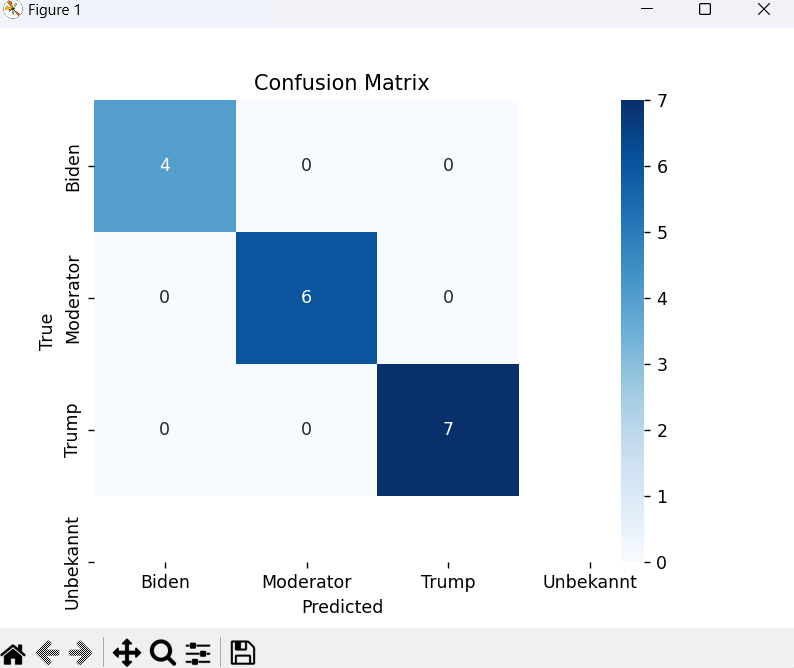 Figure 1
Confusion Matrix
7
Biden
4 0 0
6
5
Moderator
0 6 0
4
True
3
Trump
0 0 7
2
1
Unbekannt
0
Biden Moderator Trump Unbekannt
Predicted